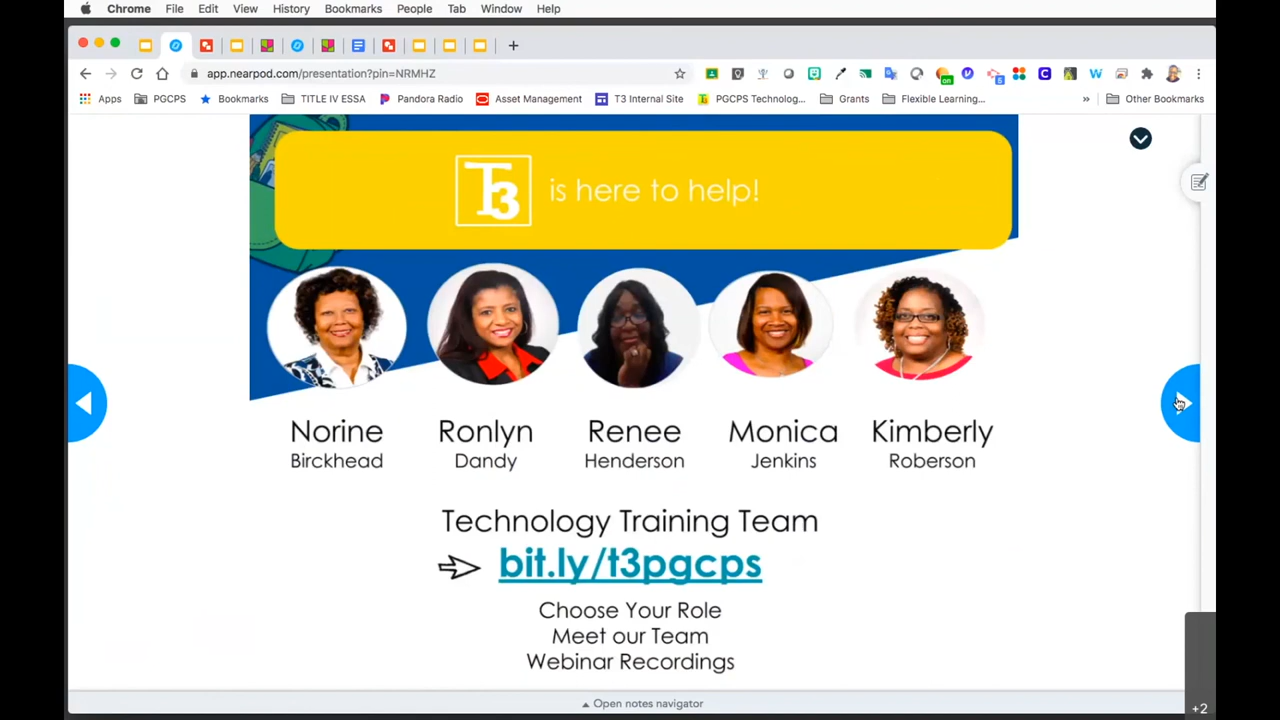 Chrome File Edit View History Bookmarks People Tab Window Help
app.nearpod.com/presentation?pin=NRMHZ
Apps PGCPS Bookmarks TITLE IV ESSA Pandora Radio Asset Management T3 Internal Site PGCPS Technolog... Grants Flexible Learning... » Other Bookmarks
T3 is here to help!
Norine Ronlyn Renee Monica Kimberly
Birckhead Dandy Henderson Jenkins Roberson
Technology Training Team
bit.ly/t3pgcps
Choose Your Role
Meet our Team
Webinar Recordings
Open notes navigator
+2